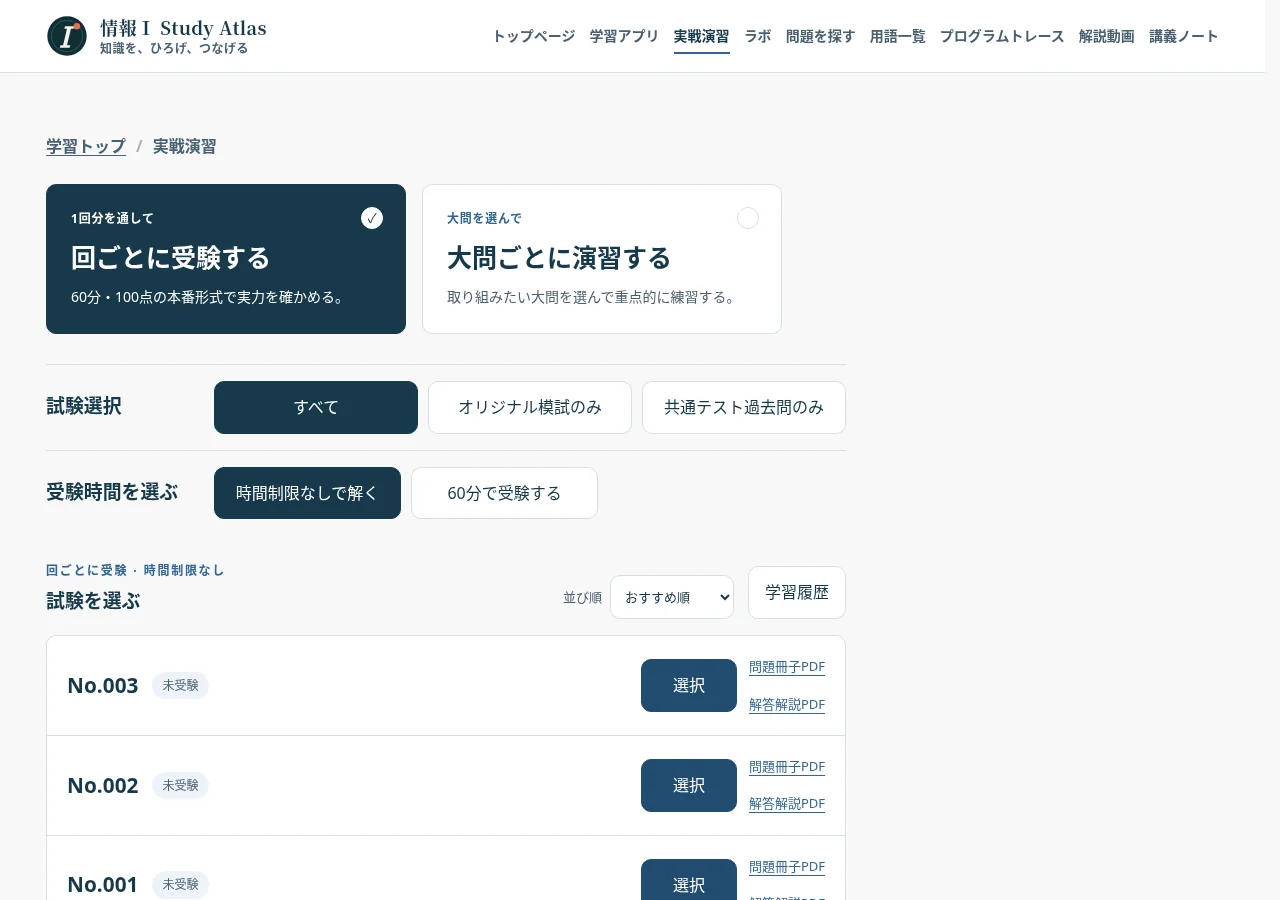 情報 I Study Atlas
知識を、ひろげ、つなげる
トップページ 学習アプリ 実戦演習 ラボ 問題を探す 用語一覧 プログラムトレース 解説動画 講義ノート
学習トップ / 実戦演習
1回分を通して
回ごとに受験する
60分・100点の本番形式で実力を確かめる。
大問を選んで
大問ごとに演習する
取り組みたい大問を選んで重点的に練習する。
試験選択 すべて オリジナル模試のみ 共通テスト過去問のみ
受験時間を選ぶ 時間制限なしで解く 60分で受験する
回ごとに受験 · 時間制限なし
試験を選ぶ
並び順 おすすめ順 学習履歴
No.003 未受験 選択 問題冊子PDF
解答解説PDF
No.002 未受験 選択 問題冊子PDF
解答解説PDF
No.001 未受験 選択 問題冊子PDF